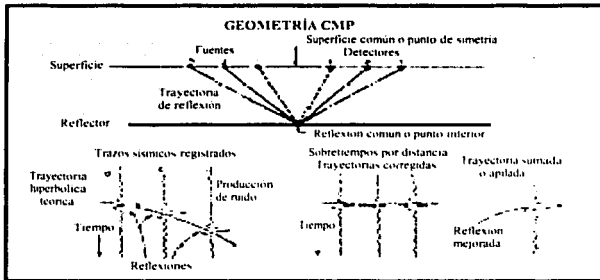 GEOMETRÍA CMP
Superficie común o punto de simetría
Fuentes
Detectores
Superficie
Trayectoria
de reflexión
Reflector
Reflexión común o punto inferior
Trazos sísmicos registrados
Sobretiempos por distancia
Trayectorias corregidas
Trayectoria sumada
o apilada
Trayectoria
hiperbólica
teórica
Producción
de ruido
Tiempo
Tiempo
Reflexión
mejorada
Reflexiones